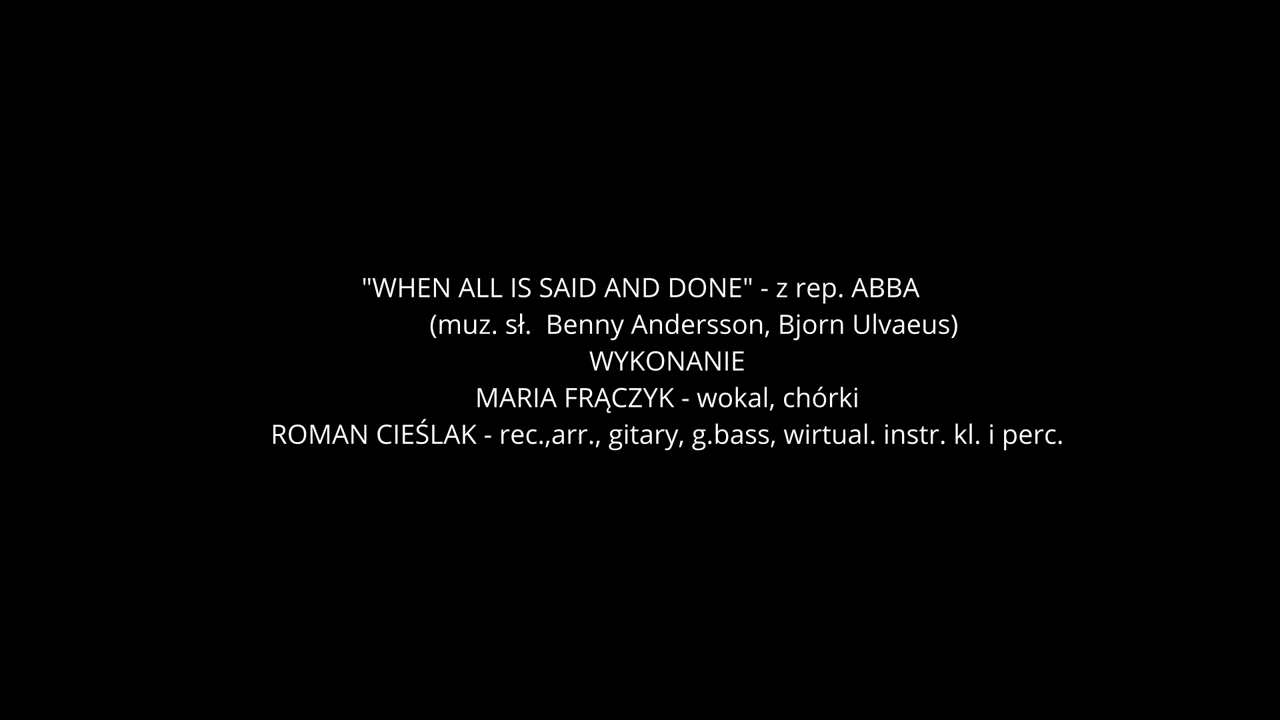 "WHEN ALL IS SAID AND DONE" - z rep. ABBA
(muz. sł.  Benny Andersson, Bjorn Ulvaeus)
WYKONANIE
MARIA FRĄCZYK - wokal, chórki
ROMAN CIEŚLAK - rec.,arr., gitary, g.bass, wirtual. instr. kl. i perc.